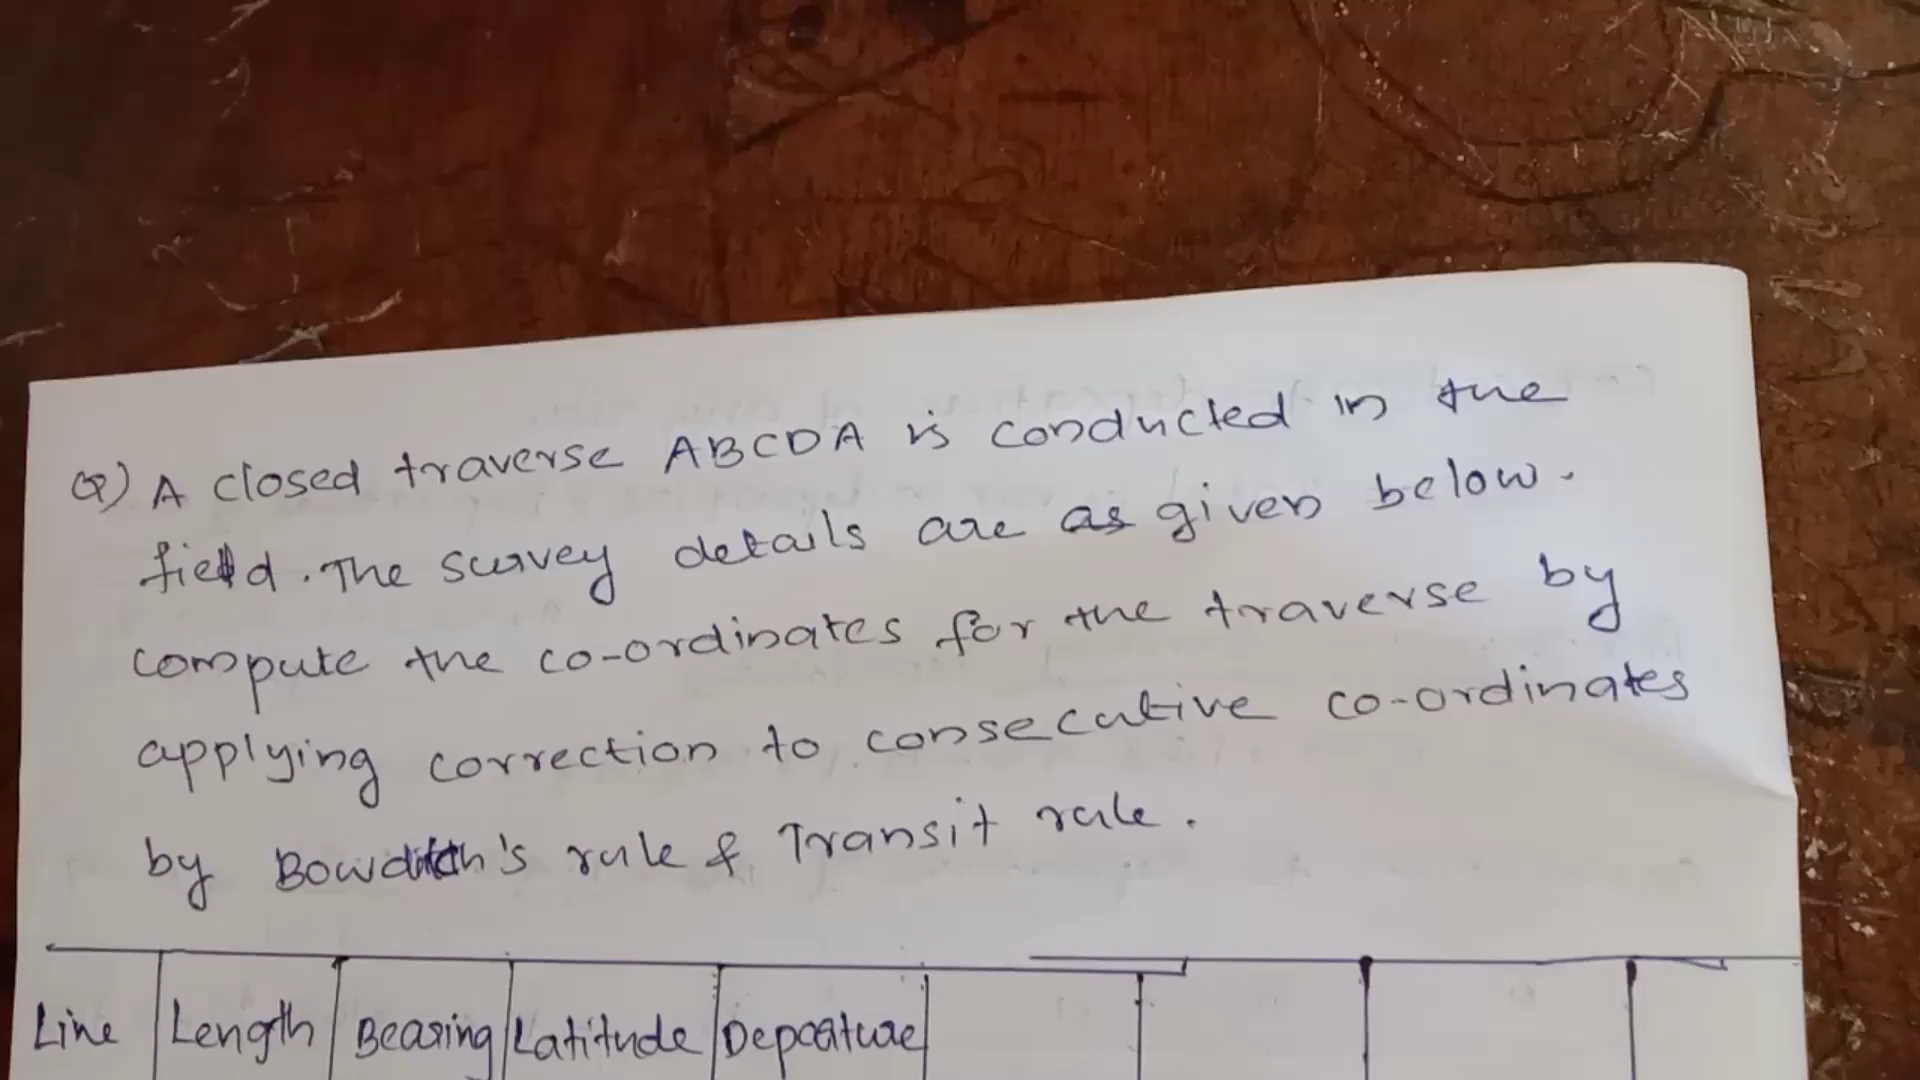 Q) A closed traverse ABCDA is conducted in the
field. The survey details are as given below.
compute the co-ordinates for the traverse by
applying correction to consecutive co-ordinates
by Bowditch's rule & Transit rule.
Line Length Bearing Latitude Departure